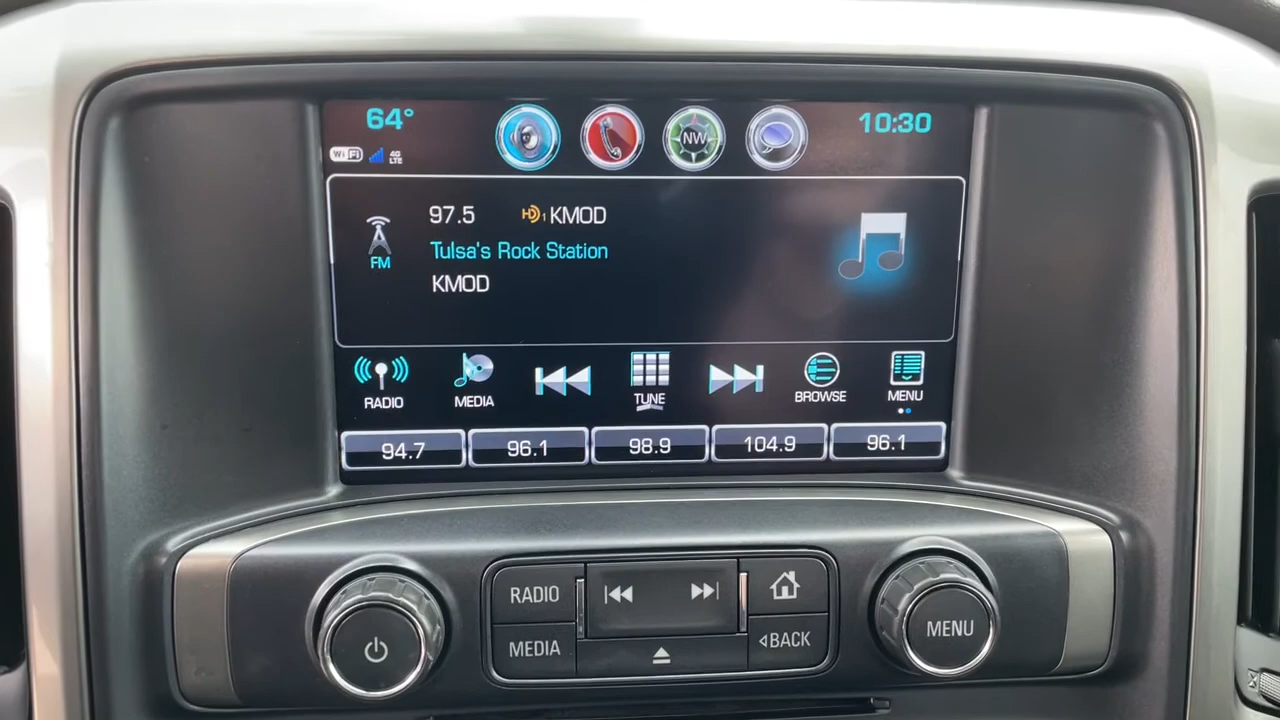 64° NW 10:30
WiFi 4G LTE
97.5 HD1 KMOD
Tulsa's Rock Station
FM
KMOD
RADIO MEDIA TUNE BROWSE MENU
94.7 96.1 98.9 104.9 96.1
RADIO
MEDIA BACK
MENU